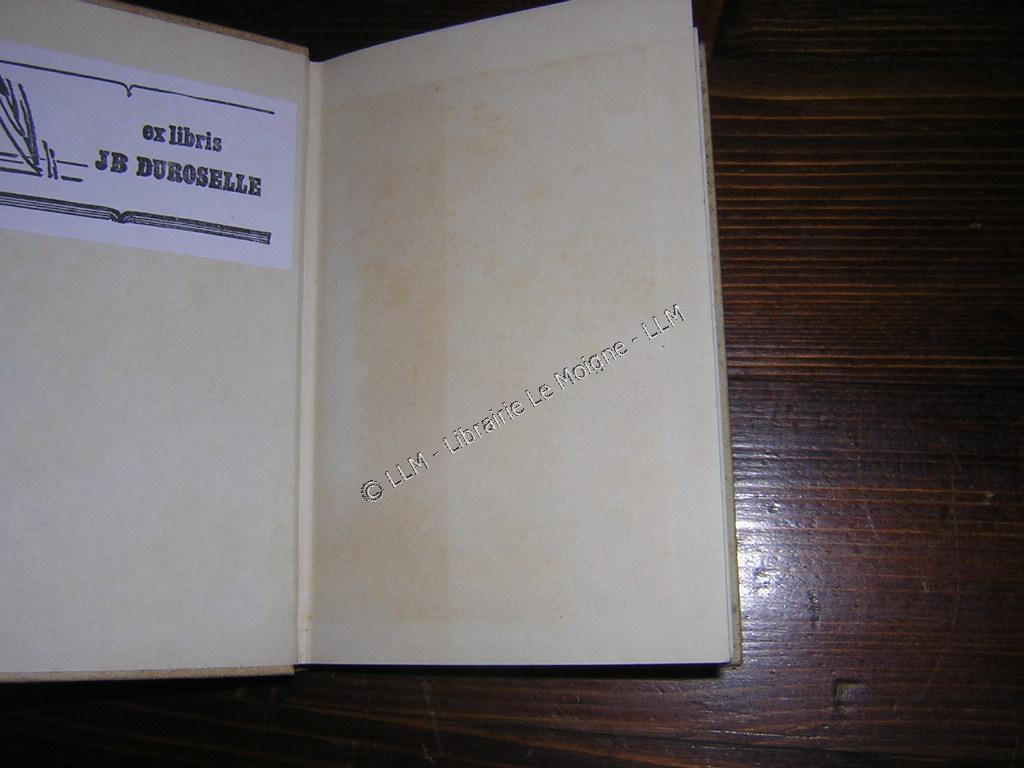 ex libris
JB DUROSELLE
© LLM - Librairie Le Moigne - LLM